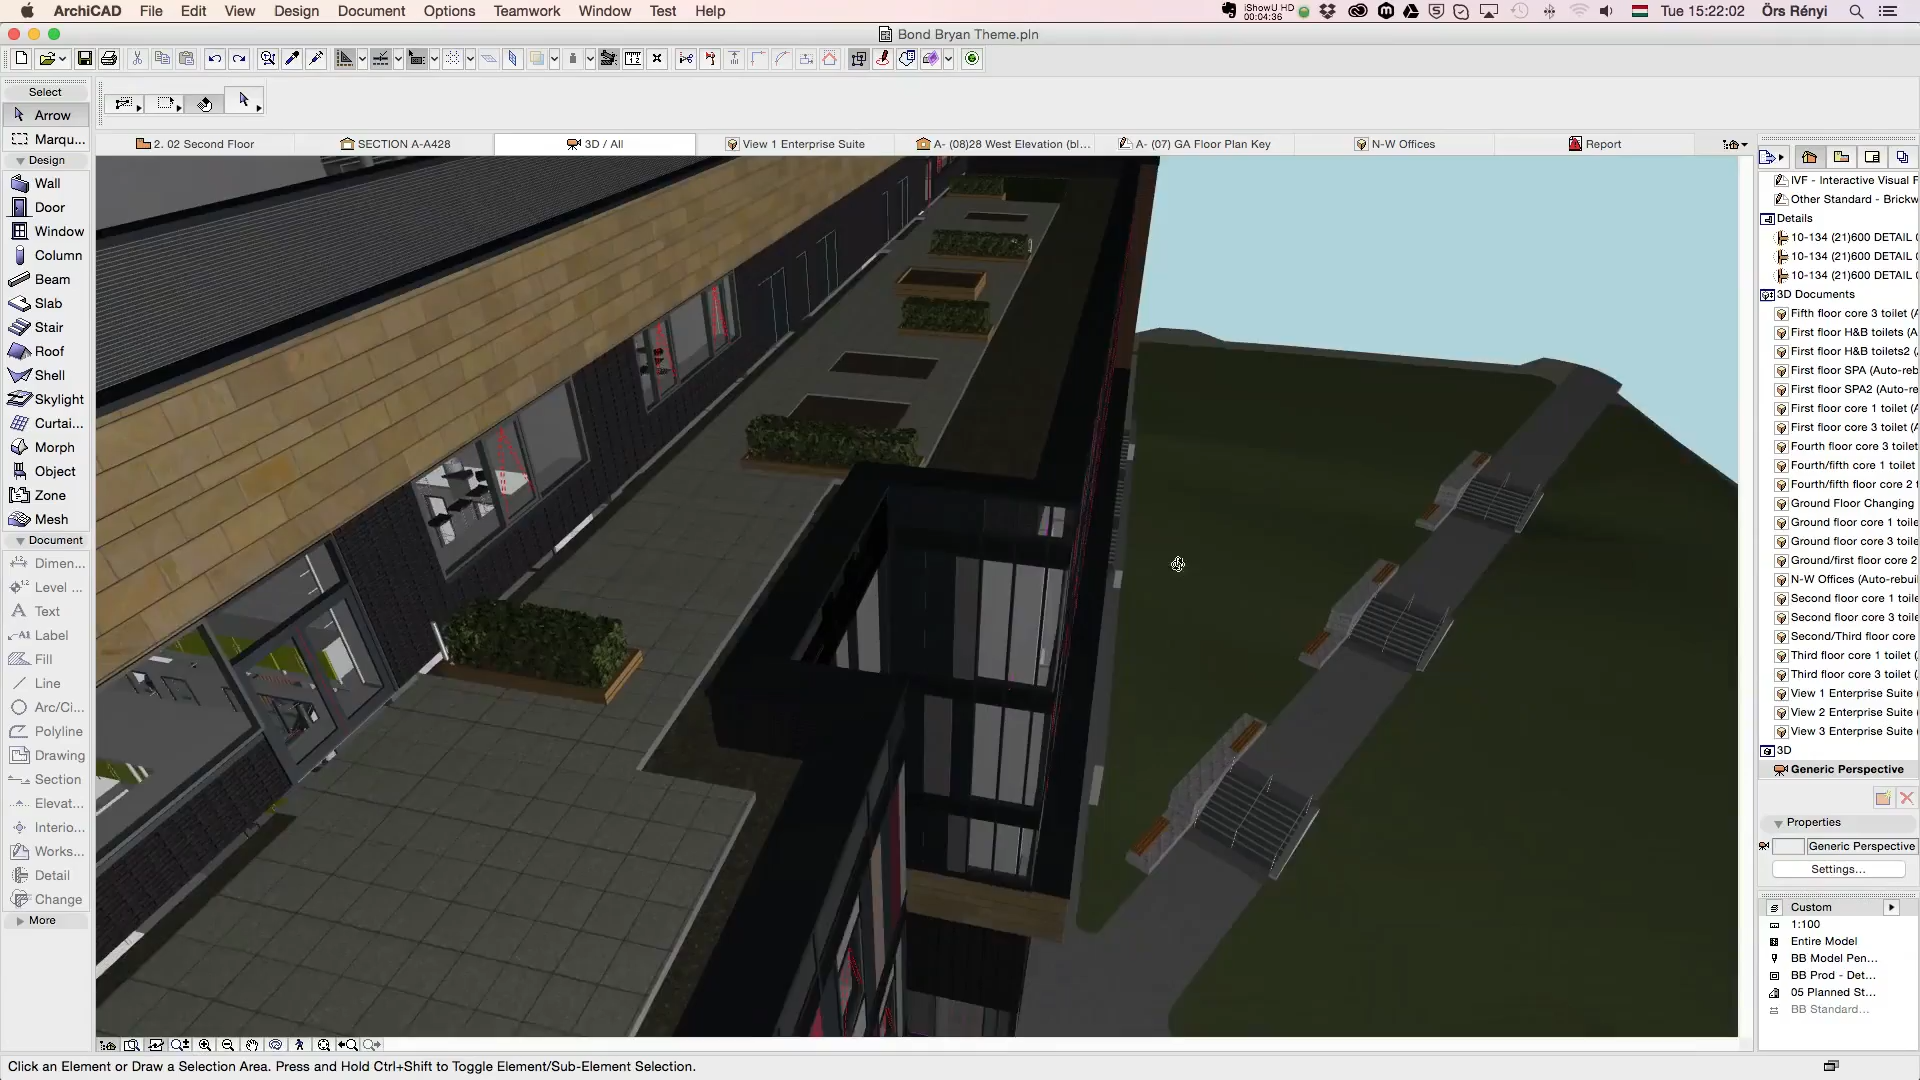 ArchiCAD File Edit View Design Document Options Teamwork Window Test Help
iShowU HD
00:04:36
Tue 15:22:02 Örs Rényi
Bond Bryan Theme.pln
Select
Arrow
Marqu...
Design
Wall
Door
Window
Column
Beam
Slab
Stair
Roof
Shell
Skylight
Curtai...
Morph
Object
Zone
Mesh
Document
Dimen...
Level ...
Text
Label
Fill
Line
Arc/Ci...
Polyline
Drawing
Section
Elevat...
Interio...
Works...
Detail
Change
More
2. 02 Second Floor
SECTION A-A428
3D / All
View 1 Enterprise Suite
A- (08)28 West Elevation (bl...
A- (07) GA Floor Plan Key
N-W Offices
Report
IVF - Interactive Visual F
Other Standard - Brickw
Details
10-134 (21)600 DETAIL
10-134 (21)600 DETAIL
10-134 (21)600 DETAIL
3D Documents
Fifth floor core 3 toilet (A
First floor H&B toilets (A
First floor H&B toilets2 (
First floor SPA (Auto-reb
First floor SPA2 (Auto-re
First floor core 1 toilet (A
First floor core 3 toilet (A
Fourth floor core 3 toilet
Fourth/fifth core 1 toilet
Fourth/fifth core 2 t
Ground Floor Changing
Ground floor core 1 toile
Ground floor core 3 toile
Ground/first floor core 2
N-W Offices (Auto-rebuil
Second floor core 1 toile
Second floor core 3 toile
Second/Third floor core
Third floor core 1 toilet (
Third floor core 3 toilet (
View 1 Enterprise Suite (
View 2 Enterprise Suite (
View 3 Enterprise Suite (
3D
Generic Perspective
Properties
Generic Perspective
Settings...
Custom
1:100
Entire Model
BB Model Pen...
BB Prod - Det...
05 Planned St...
BB Standard...
Click an Element or Draw a Selection Area. Press and Hold Ctrl+Shift to Toggle Element/Sub-Element Selection.